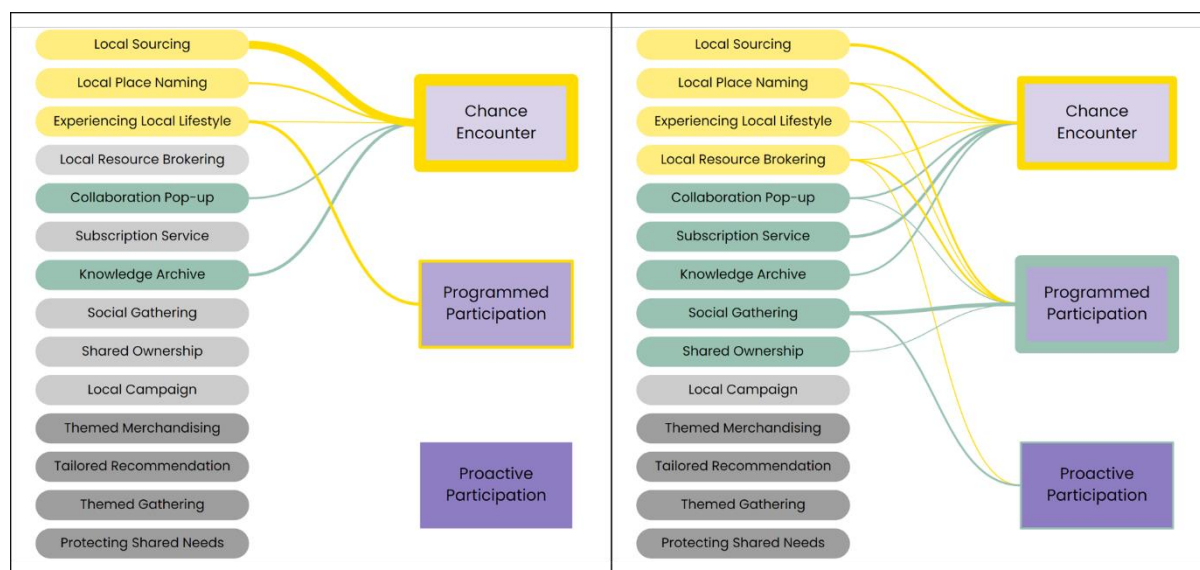 Local Sourcing
Local Place Naming
Experiencing Local Lifestyle
Local Resource Brokering
Collaboration Pop-up
Subscription Service
Knowledge Archive
Social Gathering
Shared Ownership
Local Campaign
Themed Merchandising
Tailored Recommendation
Themed Gathering
Protecting Shared Needs
Chance
Encounter
Programmed
Participation
Proactive
Participation
Local Sourcing
Local Place Naming
Experiencing Local Lifestyle
Local Resource Brokering
Collaboration Pop-up
Subscription Service
Knowledge Archive
Social Gathering
Shared Ownership
Local Campaign
Themed Merchandising
Tailored Recommendation
Themed Gathering
Protecting Shared Needs
Chance
Encounter
Programmed
Participation
Proactive
Participation